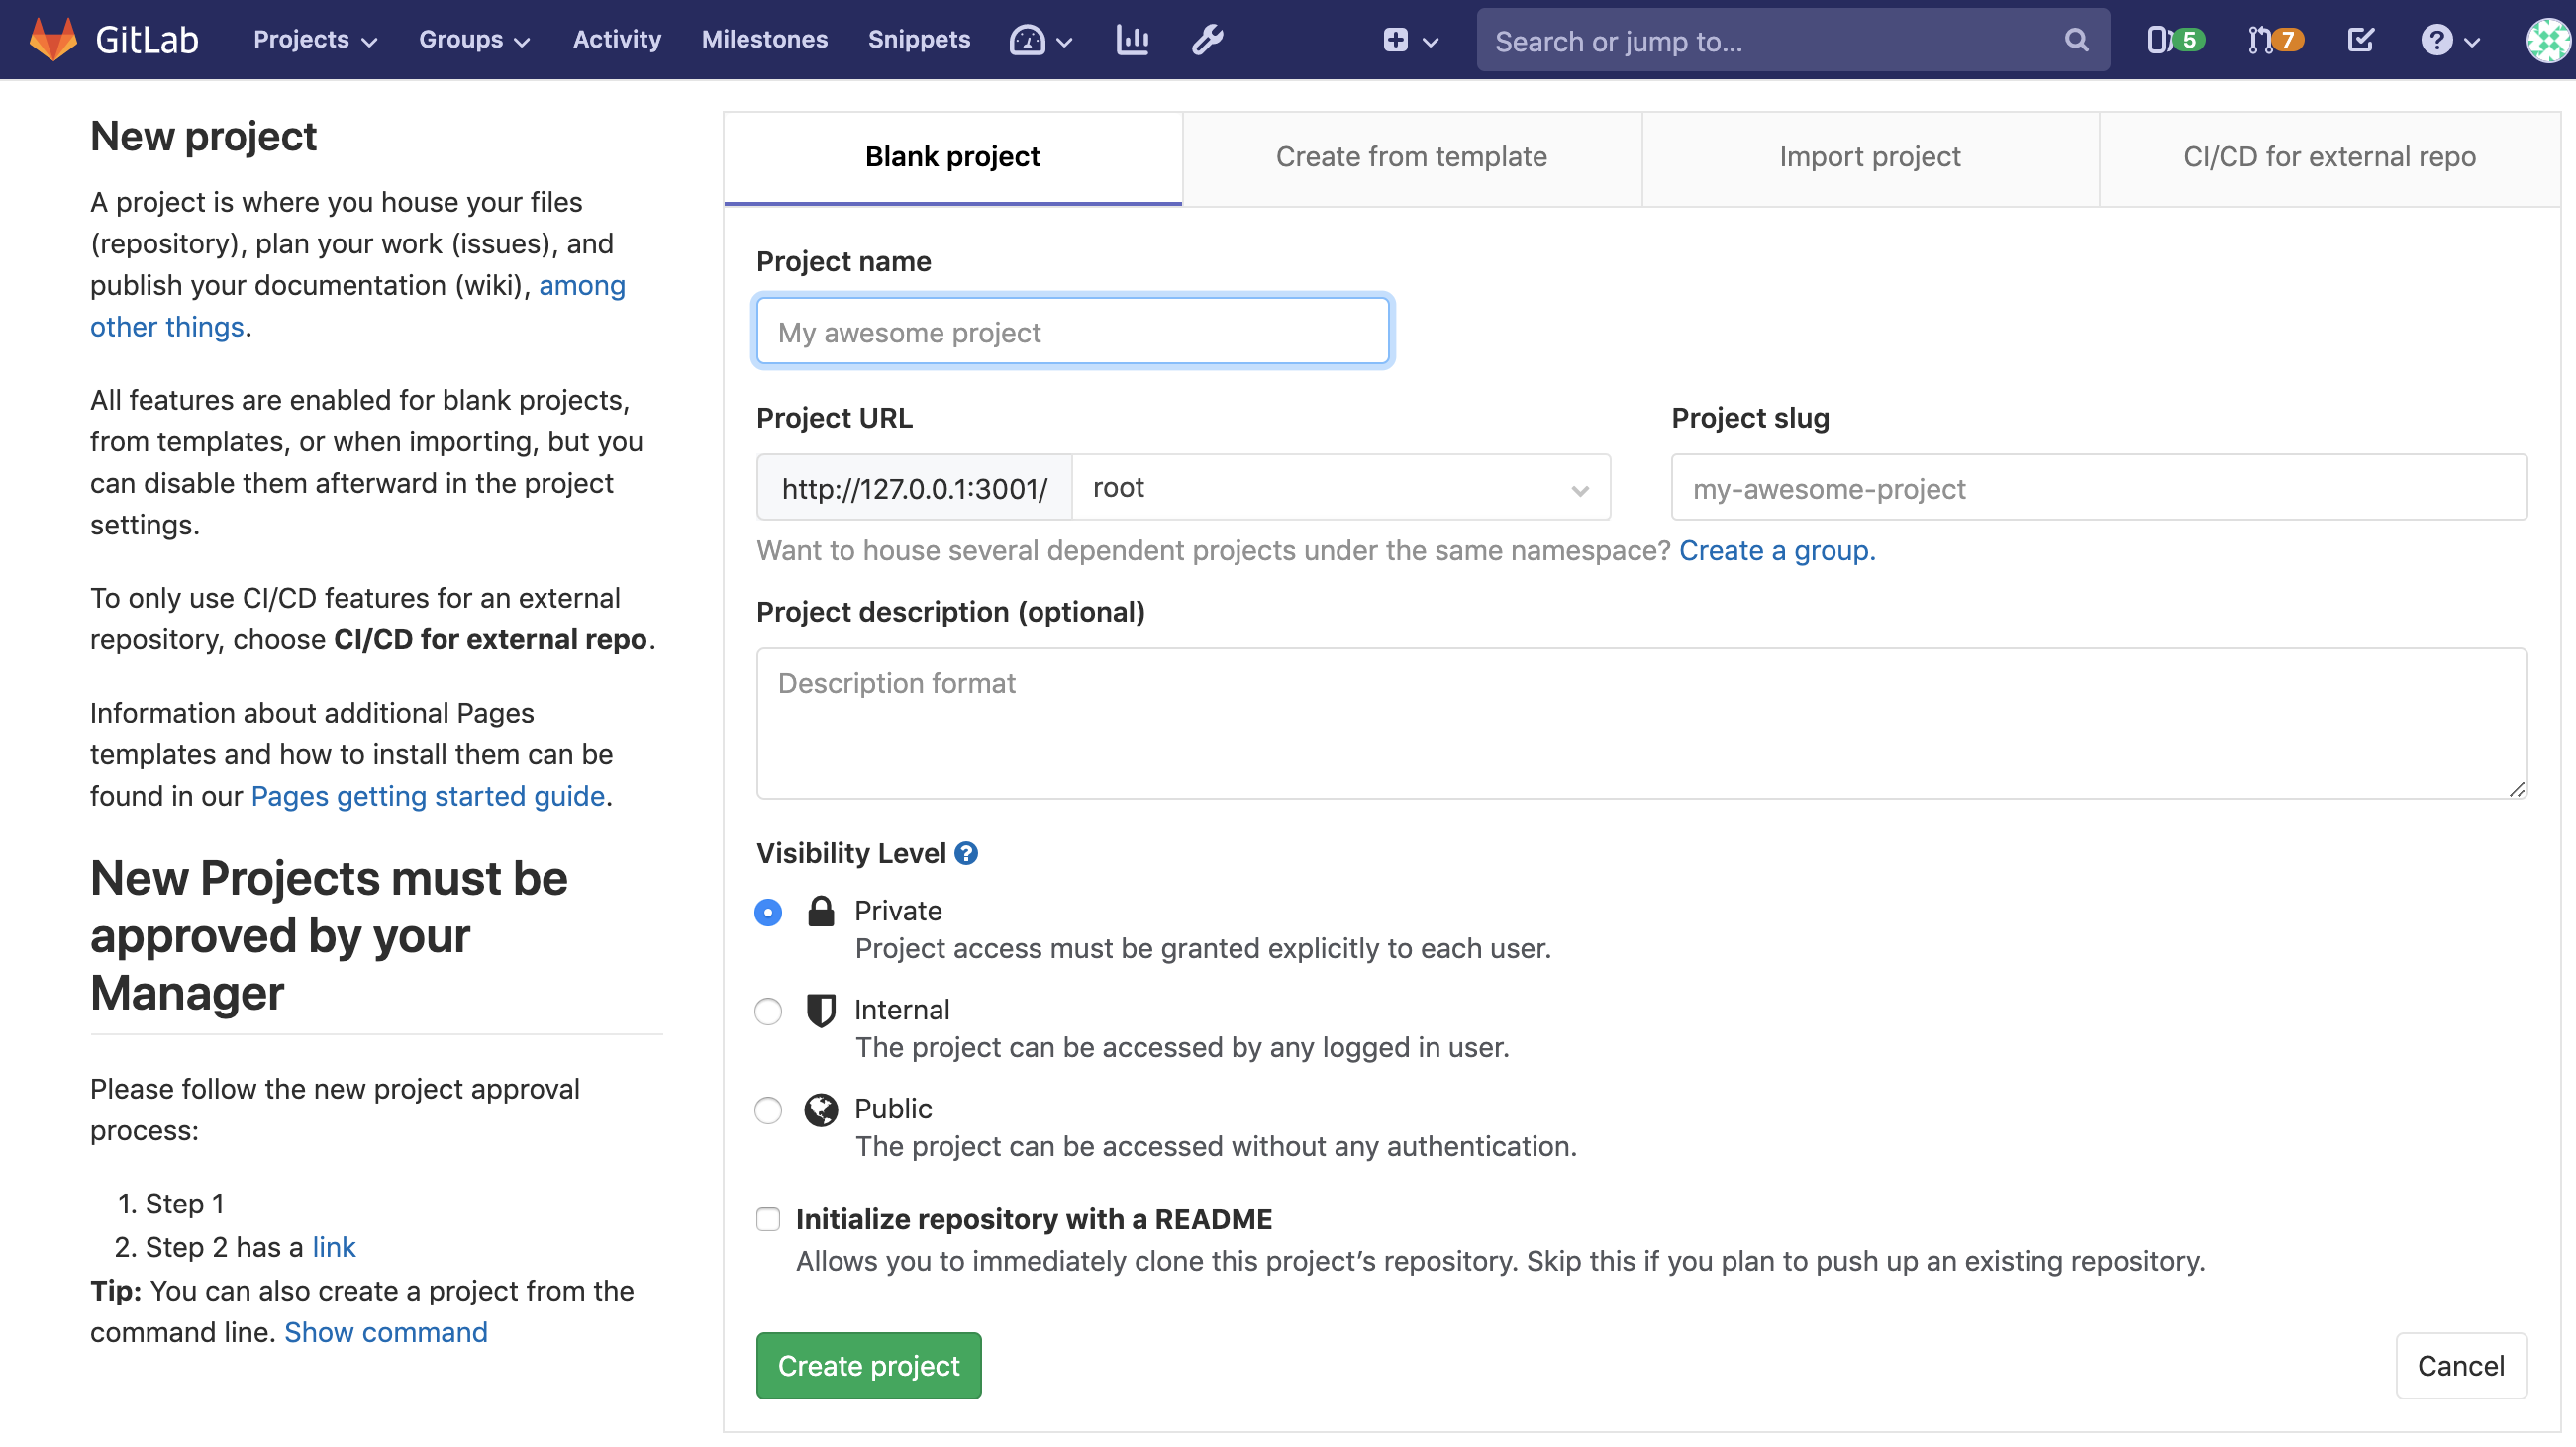 GitLab Projects Groups Activity Milestones Snippets Search or jump to... 5 7
New project
A project is where you house your files
(repository), plan your work (issues), and
publish your documentation (wiki), among
other things.
All features are enabled for blank projects,
from templates, or when importing, but you
can disable them afterward in the project
settings.
To only use CI/CD features for an external
repository, choose CI/CD for external repo.
Information about additional Pages
templates and how to install them can be
found in our Pages getting started guide.
New Projects must be
approved by your
Manager
Please follow the new project approval
process:
1. Step 1
2. Step 2 has a link
Tip: You can also create a project from the
command line. Show command
Blank project Create from template Import project CI/CD for external repo
Project name
My awesome project
Project URL Project slug
http://127.0.0.1:3001/ root my-awesome-project
Want to house several dependent projects under the same namespace? Create a group.
Project description (optional)
Description format
Visibility Level ?
Private
Project access must be granted explicitly to each user.
Internal
The project can be accessed by any logged in user.
Public
The project can be accessed without any authentication.
Initialize repository with a README
Allows you to immediately clone this project’s repository. Skip this if you plan to push up an existing repository.
Create project Cancel